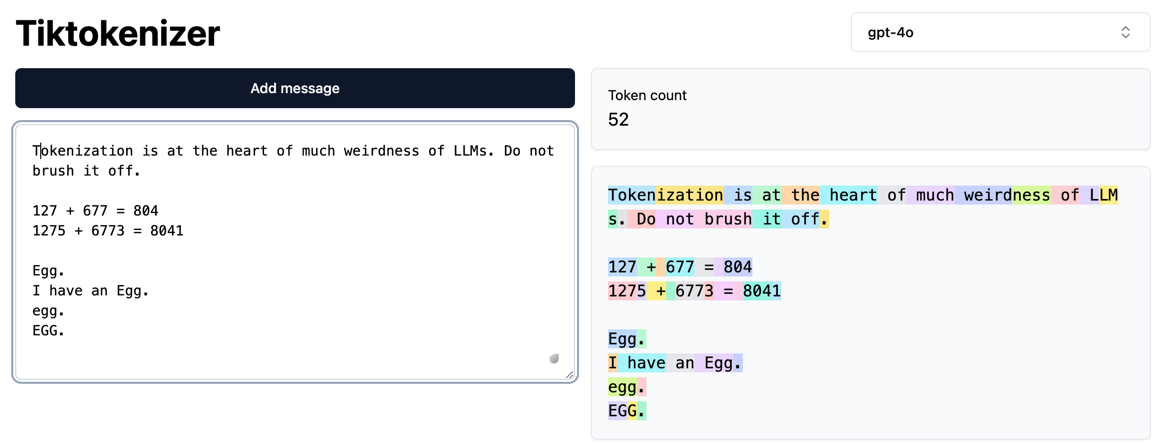 Tiktokenizer
gpt-4o
Add message
Tokenization is at the heart of much weirdness of LLMs. Do not
brush it off.
127 + 677 = 804
1275 + 6773 = 8041
Egg.
I have an Egg.
egg.
EGG.
Token count
52
Tokenization is at the heart of much weirdness of LLM
s. Do not brush it off.
127 + 677 = 804
1275 + 6773 = 8041
Egg.
I have an Egg.
egg.
EGG.